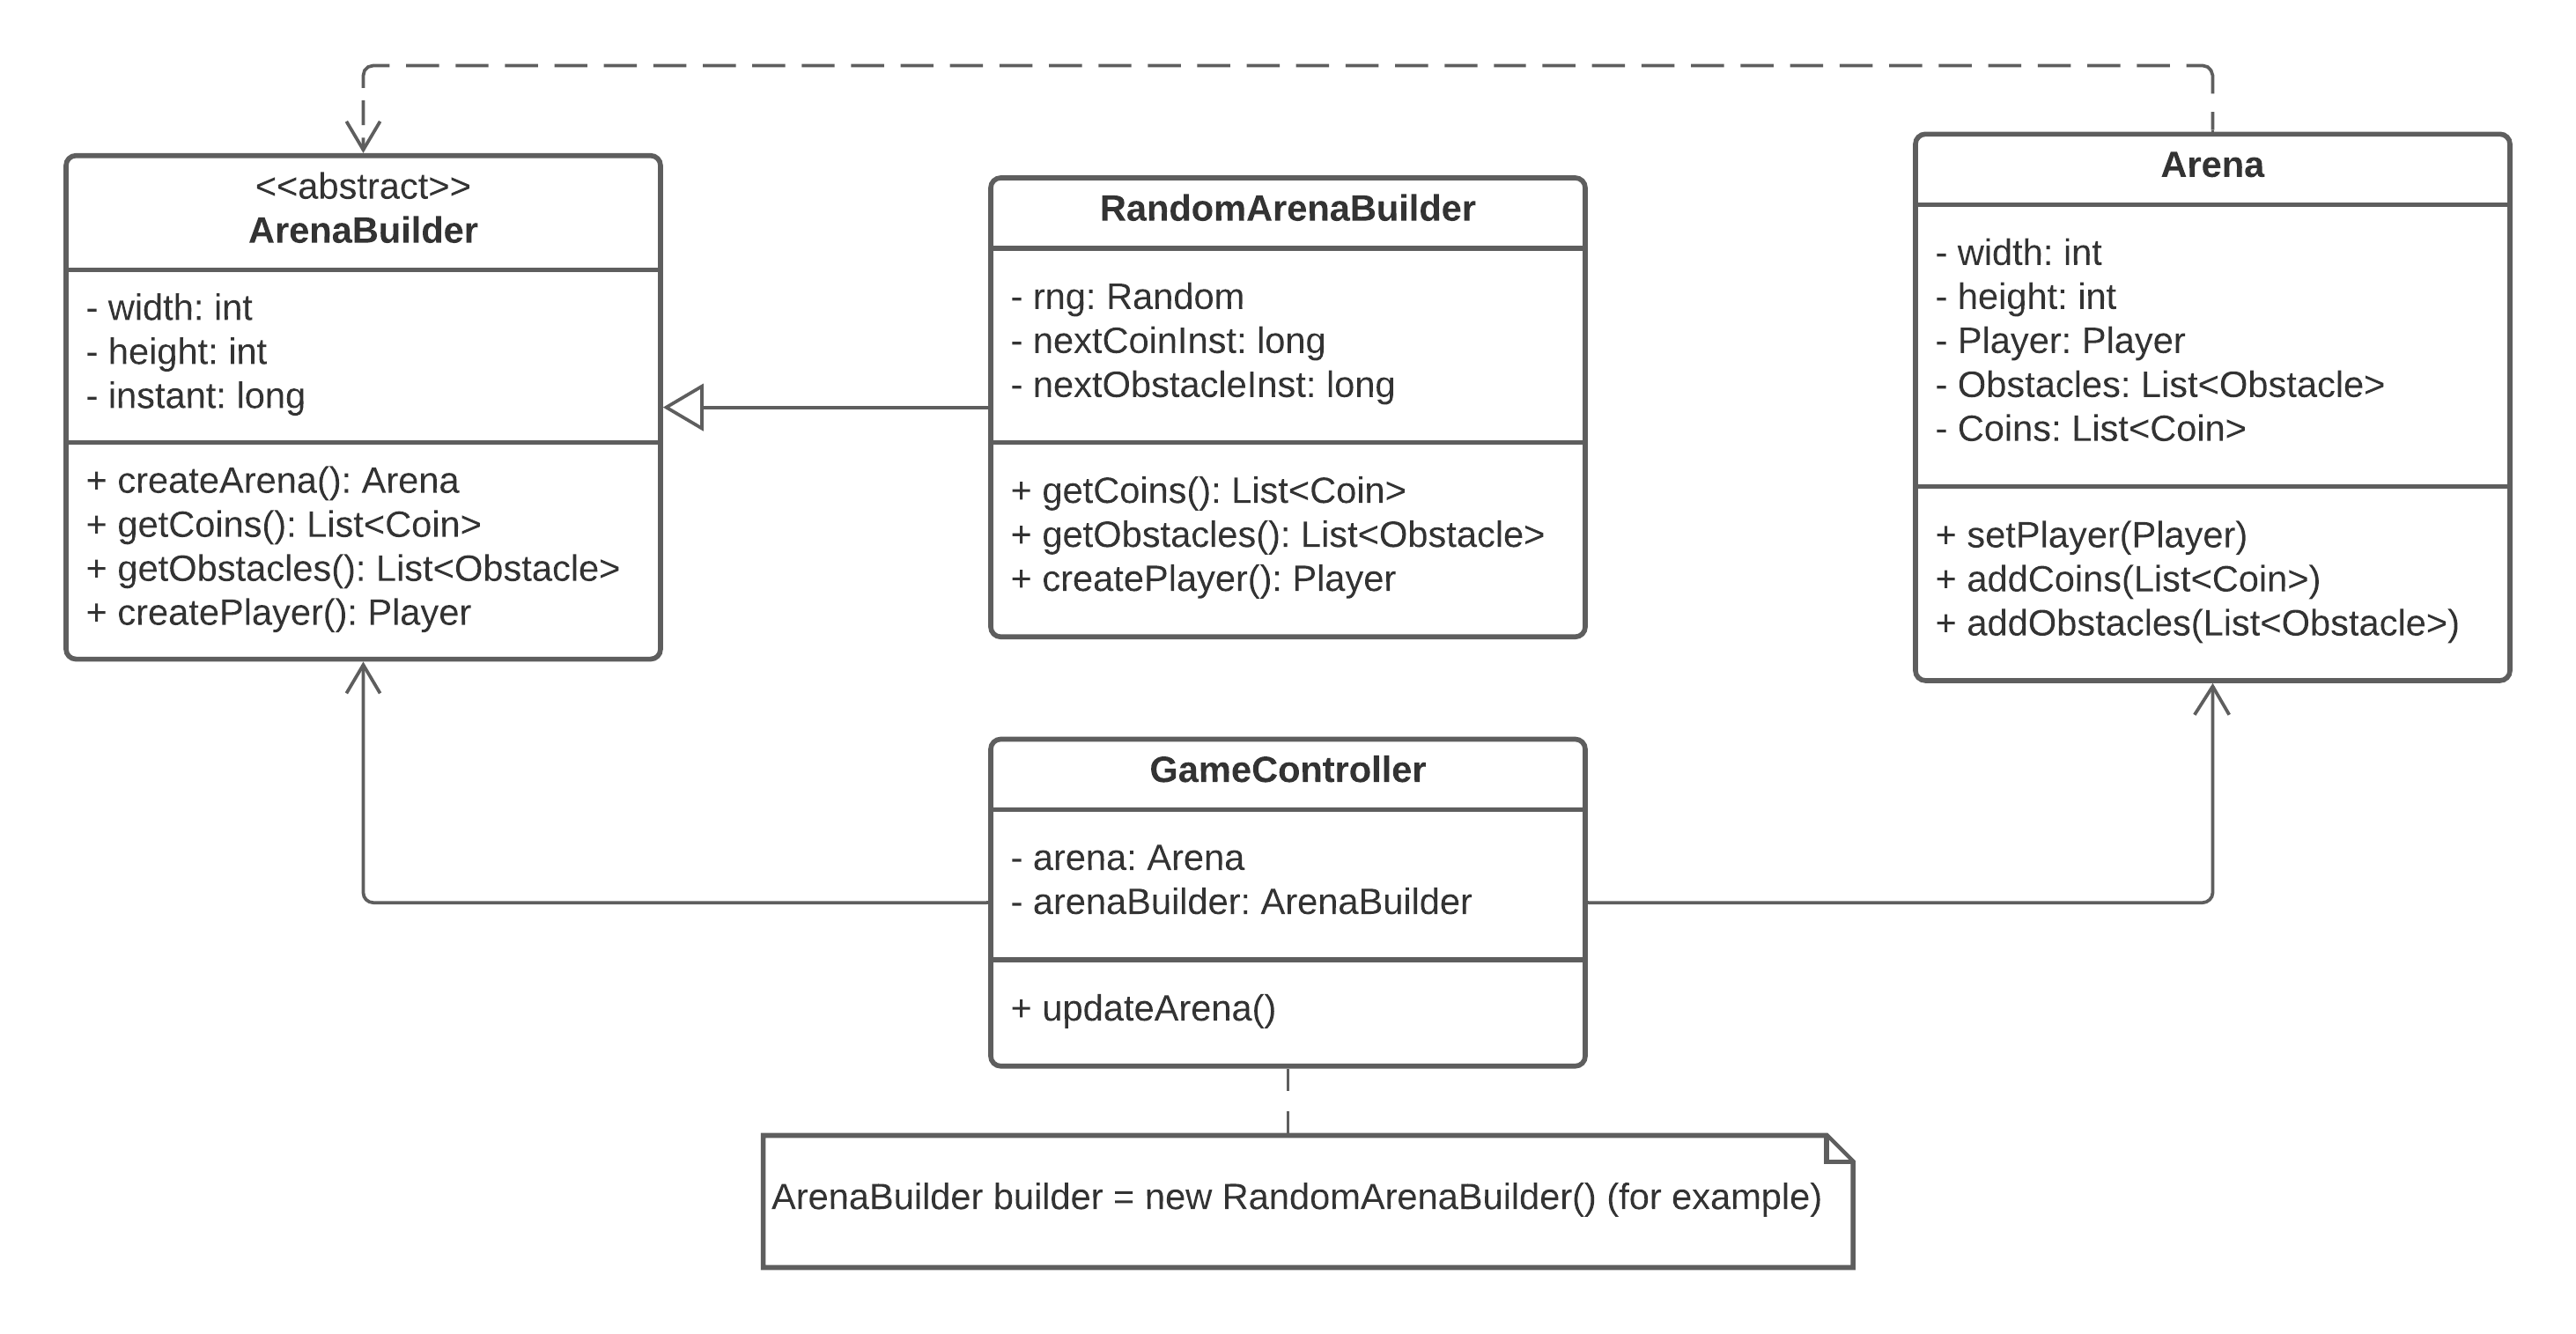 <<abstract>>
ArenaBuilder
- width: int
- height: int
- instant: long
+ createArena(): Arena
+ getCoins(): List<Coin>
+ getObstacles(): List<Obstacle>
+ createPlayer(): Player
RandomArenaBuilder
- rng: Random
- nextCoinInst: long
- nextObstacleInst: long
+ getCoins(): List<Coin>
+ getObstacles(): List<Obstacle>
+ createPlayer(): Player
Arena
- width: int
- height: int
- Player: Player
- Obstacles: List<Obstacle>
- Coins: List<Coin>
+ setPlayer(Player)
+ addCoins(List<Coin>)
+ addObstacles(List<Obstacle>)
GameController
- arena: Arena
- arenaBuilder: ArenaBuilder
+ updateArena()
ArenaBuilder builder = new RandomArenaBuilder() (for example)